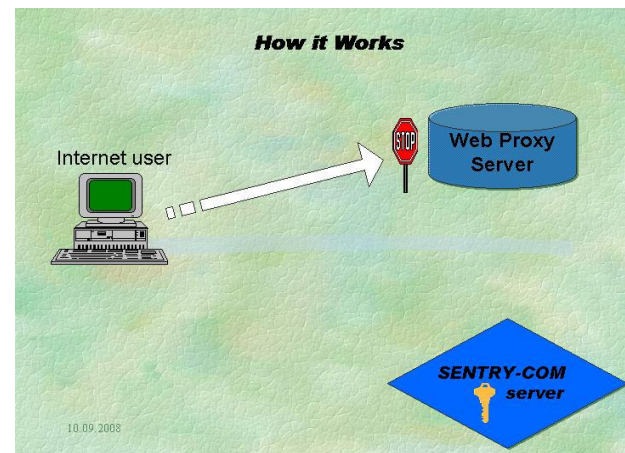 How it Works
Internet user
STOP
Web Proxy
Server
SENTRY-COM
server
10.09.2008